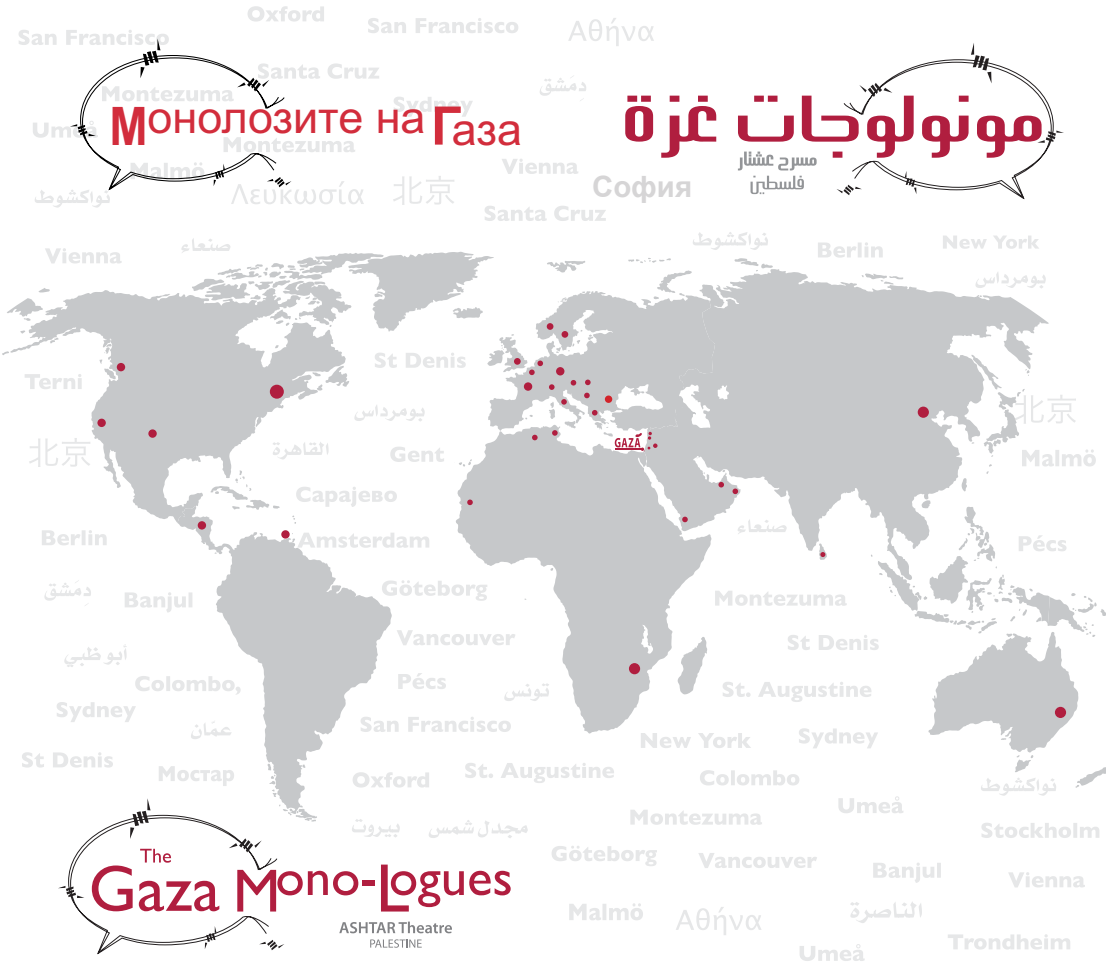 Oxford
San Francisco
San Francisco
Αθήνα
Santa Cruz
دمشق
Montezuma
Sydney
Монолозите на Газа
مونولوجات غزة
Umeå
Montezuma
مسرح عشتار
فلسطين
Malmö
Vienna
София
نواكشوط
Λευκωσία
北京
Santa Cruz
صنعاء
نواكشوط
Vienna
Berlin
New York
بومرداس
St Denis
Terni
بومرداس
北京
北京
القاهرة
Gent
GAZA
Malmö
Сарајево
صنعاء
Berlin
Amsterdam
Pécs
دمشق
Banjul
Göteborg
Montezuma
أبو ظبي
Vancouver
St Denis
Colombo,
Pécs
تونس
St. Augustine
Sydney
عمّان
San Francisco
New York
Sydney
St Denis
Мостар
Oxford
St. Augustine
Colombo
نواكشوط
Umeå
بيروت
مجدل شمس
Montezuma
Stockholm
The
Gaza Mono-Logues
ASHTAR Theatre
PALESTINE
Göteborg
Vancouver
Banjul
Vienna
Malmö
Αθήνα
الناصرة
Umeå
Trondheim